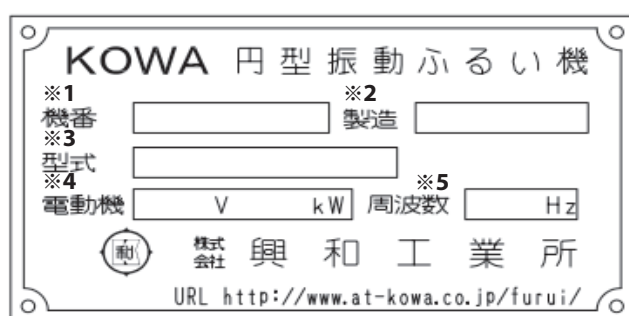 KOWA 円型振動ふるい機
※1 ※2
機番 製造
※3
型式
※4 ※5
電動機 V kW 周波数 Hz
株式会社 興和工業所
URL http://www.at-kowa.co.jp/furui/